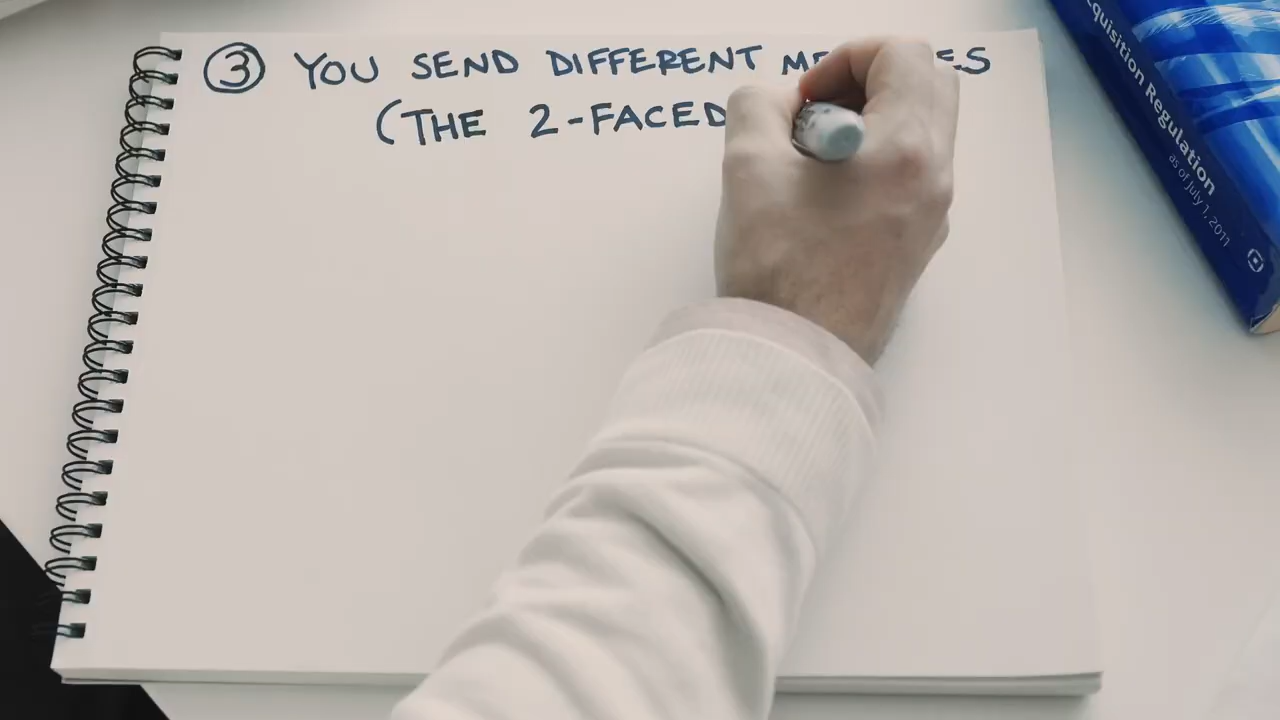 ③ YOU SEND DIFFERENT
(THE 2-FACED
Regulation
as of July 1, 2011